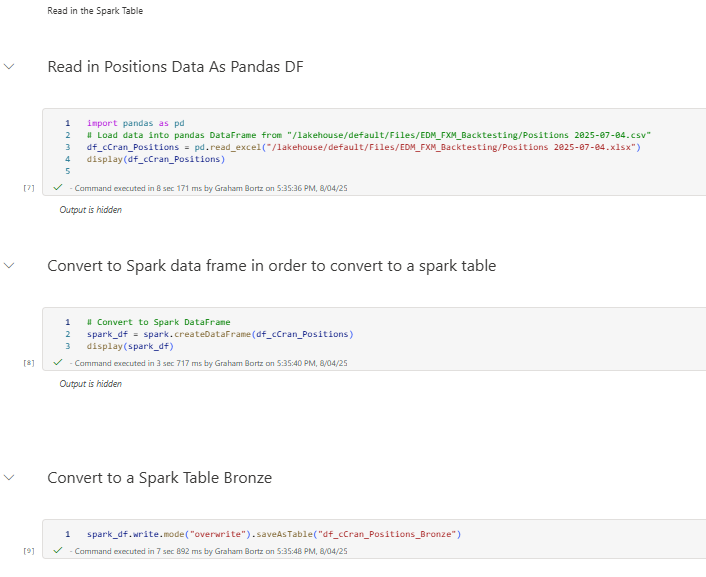 Read in the Spark Table
Read in Positions Data As Pandas DF
1 import pandas as pd
2 # Load data into pandas DataFrame from "/lakehouse/default/Files/EDM_FXM_Backtesting/Positions 2025-07-04.csv"
3 df_cCran_Positions = pd.read_excel("/lakehouse/default/Files/EDM_FXM_Backtesting/Positions 2025-07-04.xlsx")
4 display(df_cCran_Positions)
5
[7] - Command executed in 8 sec 171 ms by Graham Bortz on 5:35:36 PM, 8/04/25
Output is hidden
Convert to Spark data frame in order to convert to a spark table
1 # Convert to Spark DataFrame
2 spark_df = spark.createDataFrame(df_cCran_Positions)
3 display(spark_df)
[8] - Command executed in 3 sec 717 ms by Graham Bortz on 5:35:40 PM, 8/04/25
Output is hidden
Convert to a Spark Table Bronze
1 spark_df.write.mode("overwrite").saveAsTable("df_cCran_Positions_Bronze")
[9] - Command executed in 7 sec 892 ms by Graham Bortz on 5:35:48 PM, 8/04/25